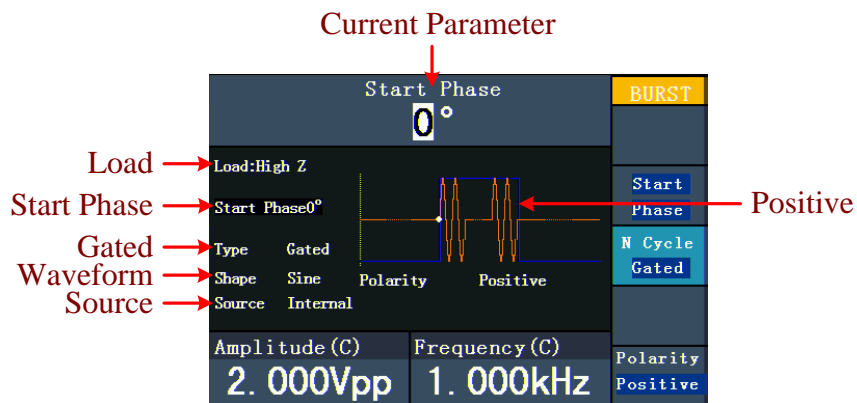 Current Parameter
Start Phase
0°
BURST
Load
Load:High Z
Start Phase
Start Phase0°
Gated
Type Gated
Waveform
Shape Sine
Source
Source Internal
Polarity Positive
Positive
Start
Phase
N Cycle
Gated
Polarity
Positive
Amplitude(C)
2.000Vpp
Frequency(C)
1.000kHz